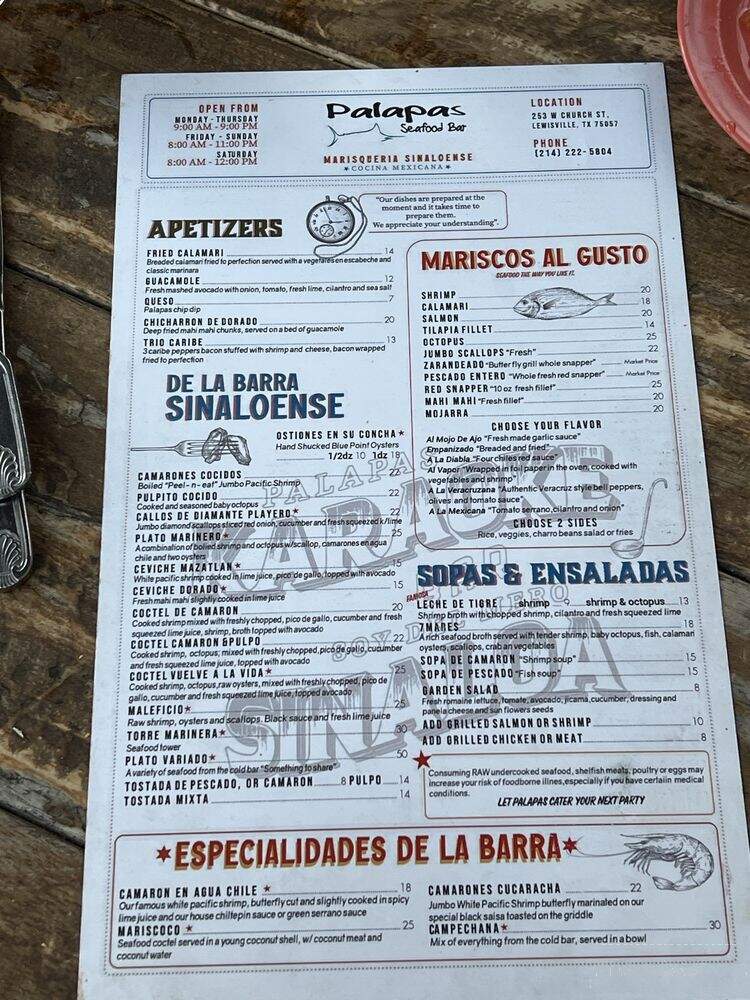 OPEN FROM
MONDAY - THURSDAY
9:00 AM - 9:00 PM
FRIDAY - SUNDAY
8:00 AM - 11:00 PM
SATURDAY
8:00 AM - 12:00 PM
Palapas
Seafood Bar
MARISQUERIA SINALOENSE
COCINA MEXICANA
LOCATION
253 W CHURCH ST,
LEWISVILLE, TX 75057
PHONE
(214) 222-5804
"Our dishes are prepared at the
moment and it takes time to
prepare them.
We appreciate your understanding".
APETIZERS
FRIED CALAMARI 14
Breaded calamari fried to perfection served with a vegetales en escabeche and
classic marinara
GUACAMOLE 12
Fresh mashed avocado with onion, tomato, fresh lime, cilantro and sea salt
QUESO 7
Palapas chip dip
CHICHARRON DE DORADO 20
Deep fried mahi mahi chunks, served on a bed of guacamole
TRIO CARIBE 13
3 caribe peppers bacon stuffed with shrimp and cheese, bacon wrapped
fried to perfection
DE LA BARRA
SINALOENSE
OSTIONES EN SU CONCHA
Hand Shucked Blue Point Oysters
1/2dz 10 1dz 18
CAMARONES COCIDOS 22
Boiled "Peel - n - eat" Jumbo Pacific Shrimp
PULPITO COCIDO 22
Cooked and seasoned baby octopus
CALLOS DE DIAMANTE PLAYERO 22
Jumbo diamond scallops sliced red onion, cucumber and fresh squeezed k/lime
PLATO MARINERO 25
A combination of boiled shrimp and octopus w/scallop, camarones en agua
chile and two oysters
CEVICHE MAZATLAN 15
White pacific shrimp cooked in lime juice, pico de gallo, topped with avocado
CEVICHE DORADO 15
Fresh mahi mahi slightly cooked in lime juice
COCTEL DE CAMARON 20
Cooked shrimp mixed with freshly chopped, pico de gallo, cucumber and fresh
squeezed lime juice, shrimp, broth topped with avocado
COCTEL CAMARON & PULPO 22
Cooked shrimp, octopus; mixed with freshly chopped, pico de gallo, cucumber
and fresh squeezed lime juice, topped with avocado
COCTEL VUELVE A LA VIDA 25
Cooked shrimp, octopus, raw oysters, mixed with freshly chopped, pico de
gallo, cucumber and fresh squeezed lime juice, topped avocado
MALEFICIO 25
Raw shrimp, oysters and scallops. Black sauce and fresh lime juice
TORRE MARINERA 30
Seafood tower
PLATO VARIADO 50
A variety of seafood from the cold bar "Something to share"
TOSTADA DE PESCADO, OR CAMARON 8 PULPO 14
TOSTADA MIXTA 14
MARISCOS AL GUSTO
SEAFOOD THE WAY YOU LIKE IT.
SHRIMP 20
CALAMARI 18
SALMON 20
TILAPIA FILLET 14
OCTOPUS 25
JUMBO SCALLOPS "Fresh" 22
ZARANDEADO "Butterfly grill whole snapper" Market Price
PESCADO ENTERO "Whole fresh red snapper" Market Price
RED SNAPPER "10 oz fresh fillet" 25
MAHI MAHI "Fresh fillet" 20
MOJARRA 20
CHOOSE YOUR FLAVOR
Al Mojo De Ajo "Fresh made garlic sauce"
Empanizado "Breaded and fried"
A La Diabla "Four chiles red sauce"
Al Vapor "Wrapped in foil paper in the oven, cooked with
vegetables and shrimp"
A La Veracruzana "Authentic Veracruz style bell peppers,
olives and tomato sauce"
A La Mexicana "Tomato serrano, cilantro and onion"
CHOOSE 2 SIDES
Rice, veggies, charro beans salad or fries
PALAPAS
KARAOKE
SOY DE MERO
SINALOA
SOPAS & ENSALADAS
FAMOSA
LECHE DE TIGRE shrimp 9 shrimp & octopus 13
Shrimp broth with chopped shrimp, cilantro and fresh squeezed lime
7 MARES 18
A rich seafood broth served with tender shrimp, baby octopus, fish, calamari
oysters, scallops, crab an vegetables
SOPA DE CAMARON "Shrimp soup" 15
SOPA DE PESCADO "Fish soup" 15
GARDEN SALAD 8
Fresh romaine lettuce, tomate, avocado, jicama, cucumber, dressing and
panela cheese and sun flowers seeds
ADD GRILLED SALMON OR SHRIMP 10
ADD GRILLED CHICKEN OR MEAT 8
Consuming RAW undercooked seafood, shelfish meats, poultry or eggs may
increase your risk of foodborne illnes, especially if you have certaiin medical
conditions.
LET PALAPAS CATER YOUR NEXT PARTY
ESPECIALIDADES DE LA BARRA
CAMARON EN AGUA CHILE 18
Our famous white pacific shrimp, butterfly cut and slightly cooked in spicy
lime juice and our house chiltepin sauce or green serrano sauce
MARISCOCO 25
Seafood coctel served in a young coconut shell, w/ coconut meat and
coconut water
CAMARONES CUCARACHA 22
Jumbo White Pacific Shrimp butterfly marinated on our
special black salsa toasted on the griddle
CAMPECHANA 30
Mix of everything from the cold bar, served in a bowl